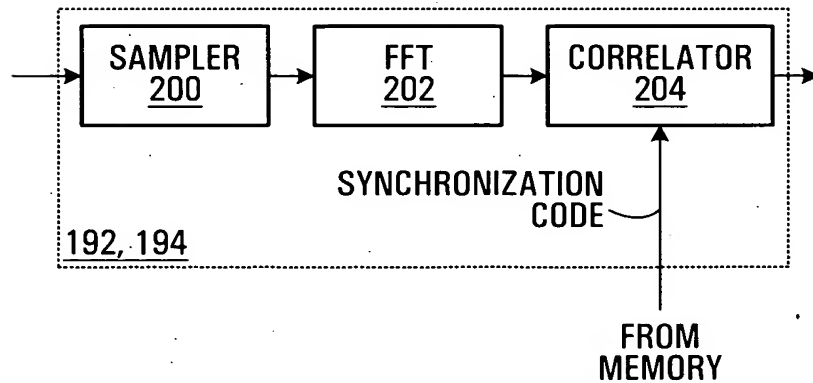 SAMPLER
200
FFT
202
CORRELATOR
204
SYNCHRONIZATION
CODE
192, 194
FROM
MEMORY